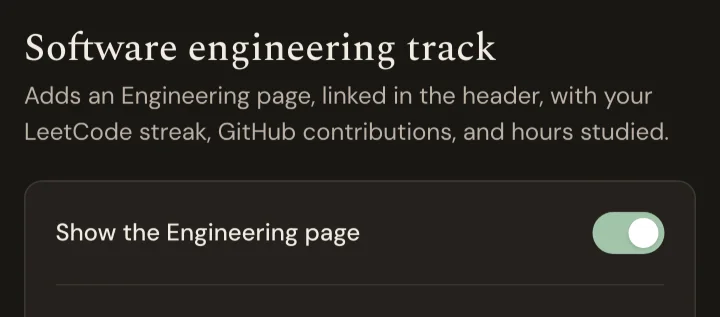 Software engineering track
Adds an Engineering page, linked in the header, with your
LeetCode streak, GitHub contributions, and hours studied.
Show the Engineering page